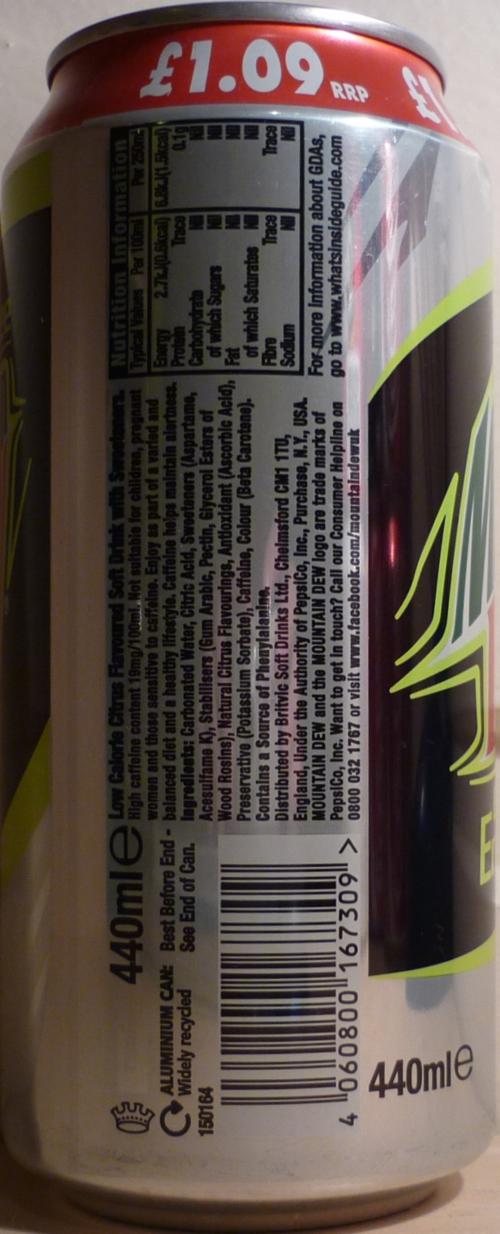 £1.09 RRP
£1
Nutrition Information
Typical Values Per 100ml Per 250ml
Energy 2.7kJ(0.6kcal) 6.8kJ(1.5kcal)
Protein Trace 0.1g
Carbohydrate Nil Nil
of which Sugars Nil Nil
Fat Nil Nil
of which Saturates Nil Nil
Fibre Trace Trace
Sodium Nil Nil
For more information about GDAs,
go to www.whatsinsideguide.com
Low Calorie Citrus Flavoured Soft Drink with Sweeteners.
High caffeine content 19mg/100ml. Not suitable for children, pregnant
women and those sensitive to caffeine. Enjoy as part of a varied and
balanced diet and a healthy lifestyle. Caffeine helps maintain alertness.
Ingredients: Carbonated Water, Citric Acid, Sweeteners (Aspartame,
Acesulfame K), Stabilisers (Gum Arabic, Pectin, Glycerol Esters of
Wood Rosins), Natural Citrus Flavourings, Antioxidant (Ascorbic Acid),
Preservative (Potassium Sorbate), Caffeine, Colour (Beta Carotene).
Contains a Source of Phenylalanine.
Distributed by Britvic Soft Drinks Ltd., Chelmsford CM1 1TU,
England, Under the Authority of PepsiCo, Inc., Purchase, N.Y., USA.
MOUNTAIN DEW and the MOUNTAIN DEW logo are trade marks of
PepsiCo, Inc. Want to get in touch? Call our Consumer Helpline on
0800 032 1767 or visit www.facebook.com/mountaindewuk
440ml e
ALUMINIUM CAN:
Widely recycled
150164
Best Before End -
See End of Can.
4 060800 167309 >
M
E
440ml e